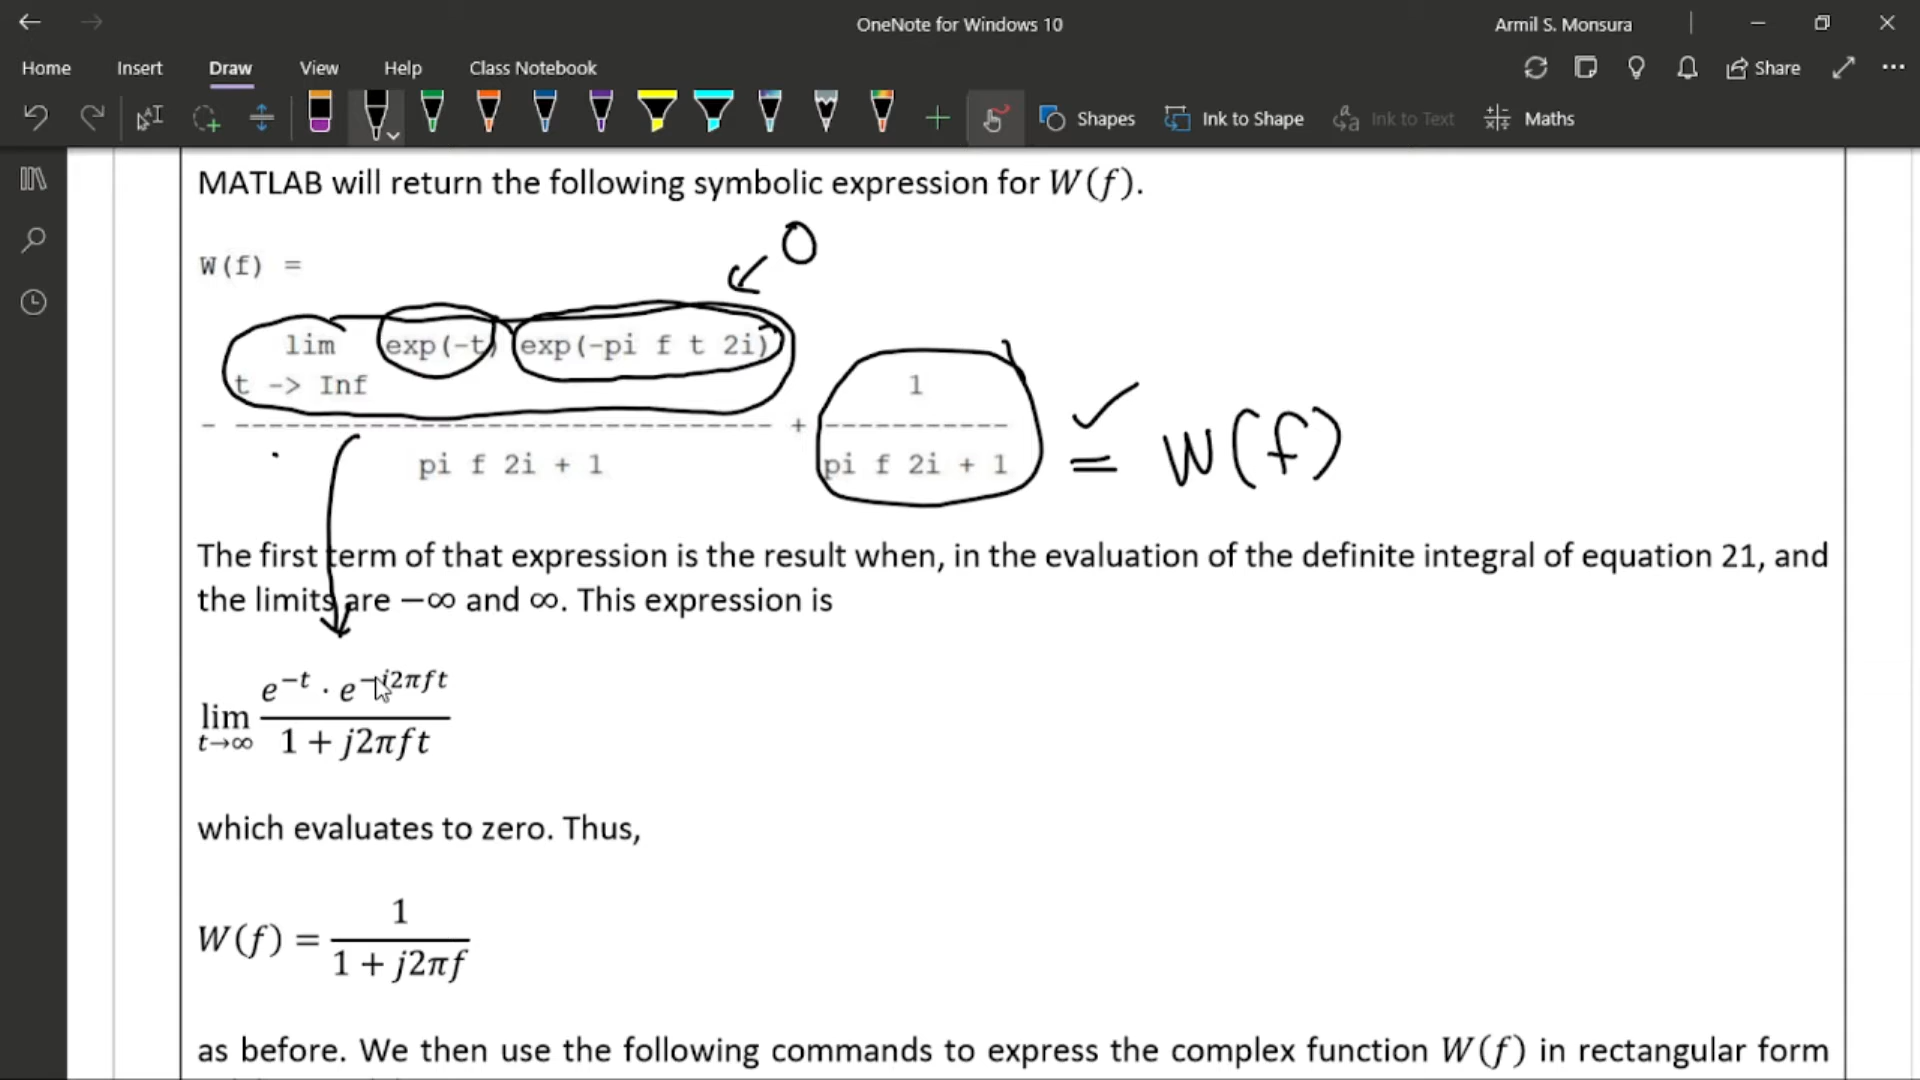 OneNote for Windows 10
Armil S. Monsura
Home Insert Draw View Help Class Notebook
Share
Shapes Ink to Shape Ink to Text Maths
MATLAB will return the following symbolic expression for W(f).
0
W(f) =
lim exp(-t) exp(-pi f t 2i)
t -> Inf 1
- ---------------------------------- + ------------ = W(f)
pi f 2i + 1 pi f 2i + 1
The first term of that expression is the result when, in the evaluation of the definite integral of equation 21, and
the limits are −∞ and ∞. This expression is
e^{−t} · e^{−j2πft}
lim
t→∞ 1 + j2πft
which evaluates to zero. Thus,
1
W(f) =
1 + j2πf
as before. We then use the following commands to express the complex function W(f) in rectangular form